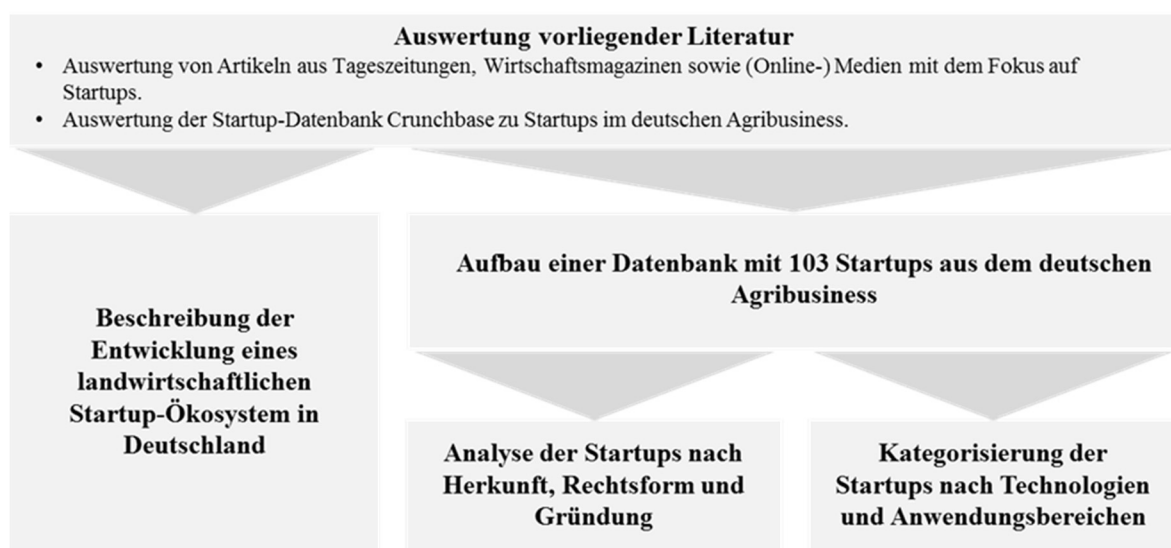 Auswertung vorliegender Literatur
• Auswertung von Artikeln aus Tageszeitungen, Wirtschaftsmagazinen sowie (Online-) Medien mit dem Fokus auf
Startups.
• Auswertung der Startup-Datenbank Crunchbase zu Startups im deutschen Agribusiness.
Beschreibung der
Entwicklung eines
landwirtschaftlichen
Startup-Ökosystem in
Deutschland
Aufbau einer Datenbank mit 103 Startups aus dem deutschen
Agribusiness
Analyse der Startups nach
Herkunft, Rechtsform und
Gründung
Kategorisierung der
Startups nach Technologien
und Anwendungsbereichen